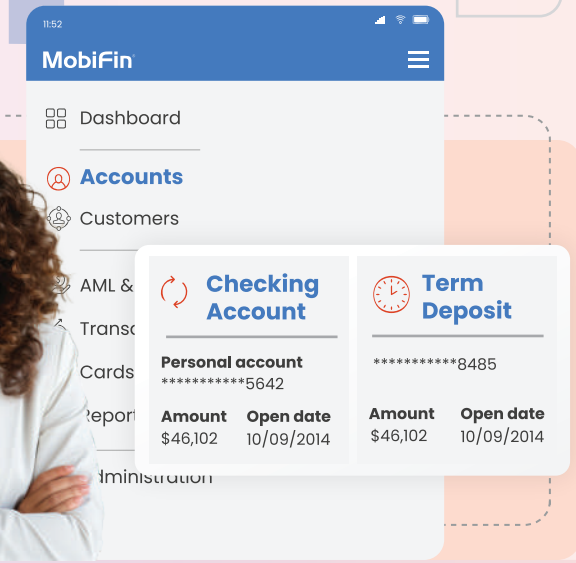 11:52
MobiFin
Dashboard
Accounts
Customers
AML &
Cards
Checking
Account
Personal account
***********5642
Amount Open date
$46,102 10/09/2014
Term
Deposit
***********8485
Amount Open date
$46,102 10/09/2014